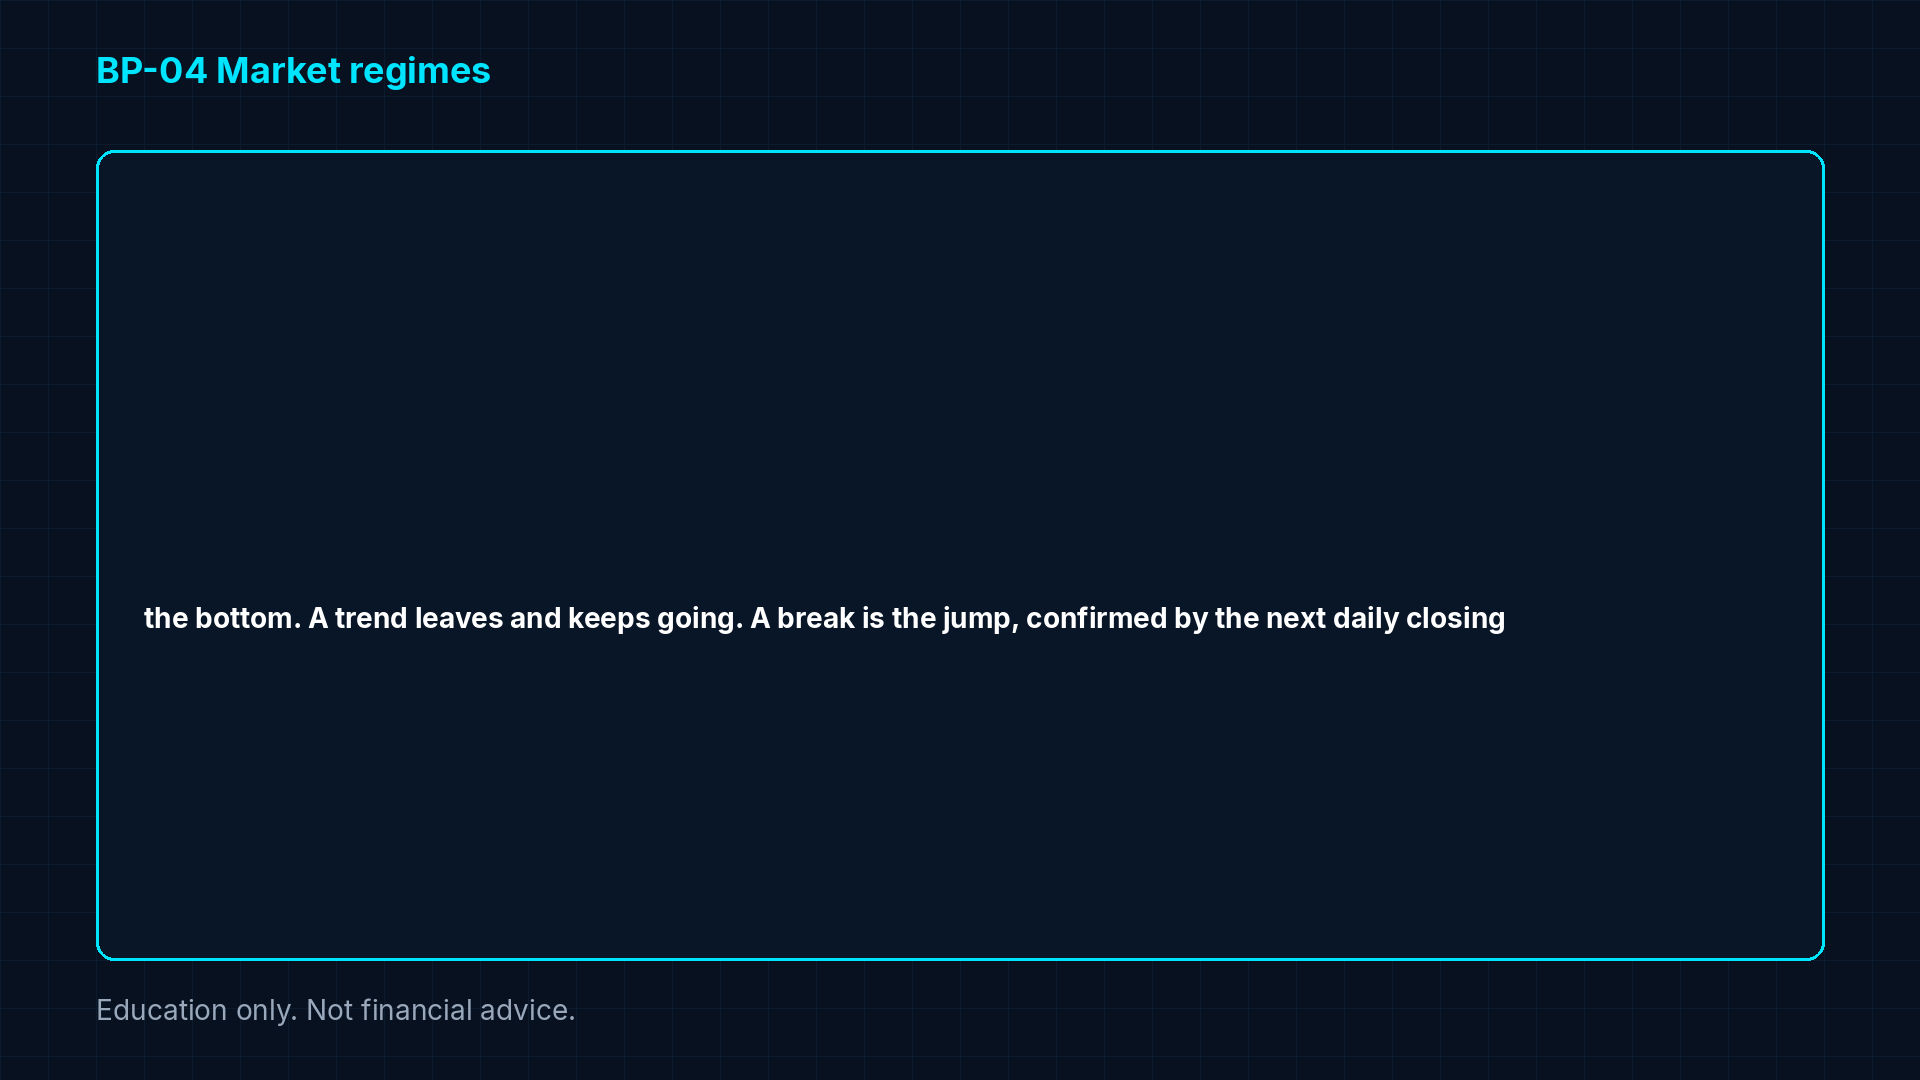 BP-04 Market regimes
the bottom. A trend leaves and keeps going. A break is the jump, confirmed by the next daily closing
Education only. Not financial advice.